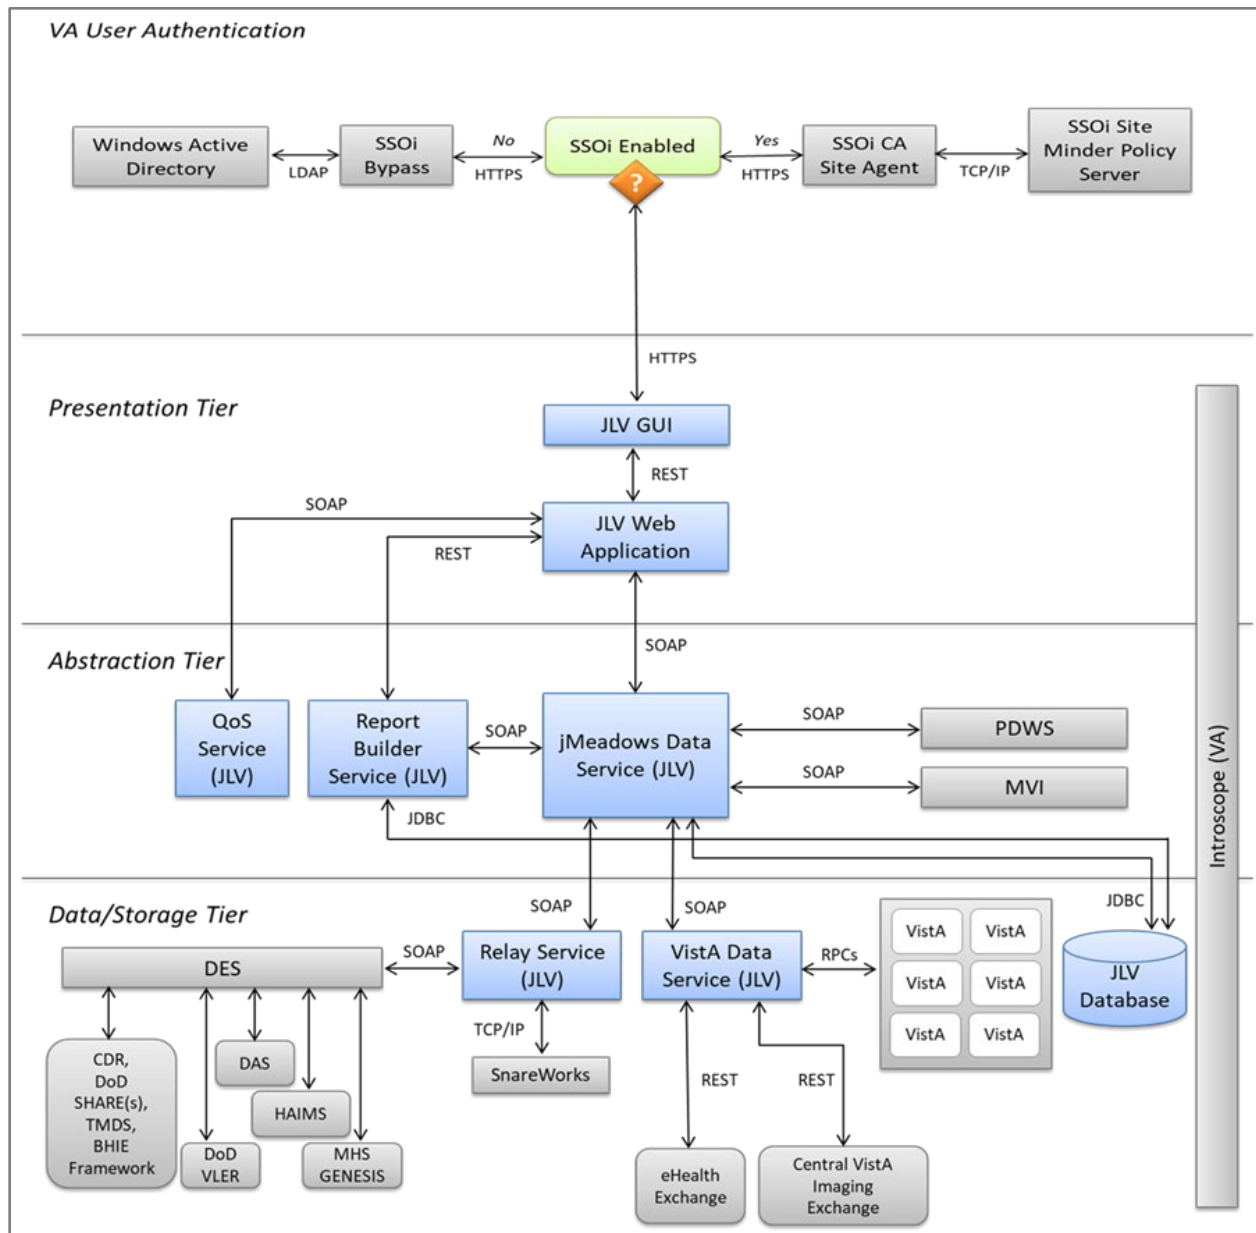 VA User Authentication
Windows Active
Directory
LDAP
SSOi
Bypass
No
HTTPS
SSOi Enabled
?
Yes
HTTPS
SSOi CA
Site Agent
TCP/IP
SSOi Site
Minder Policy
Server
HTTPS
Presentation Tier
JLV GUI
REST
SOAP
JLV Web
Application
REST
Abstraction Tier
SOAP
QoS
Service
(JLV)
Report
Builder
Service (JLV)
SOAP
jMeadows Data
Service (JLV)
SOAP
PDWS
SOAP
MVI
JDBC
Introscope (VA)
Data/Storage Tier
SOAP
SOAP
JDBC
DES
SOAP
Relay Service
(JLV)
VistA Data
Service (JLV)
RPCs
VistA
VistA
VistA
VistA
VistA
VistA
JLV
Database
TCP/IP
SnareWorks
CDR,
DoD
SHARE(s),
TMDS,
BHIE
Framework
DAS
HAIMS
DoD
VLER
MHS
GENESIS
REST
REST
eHealth
Exchange
Central VistA
Imaging
Exchange